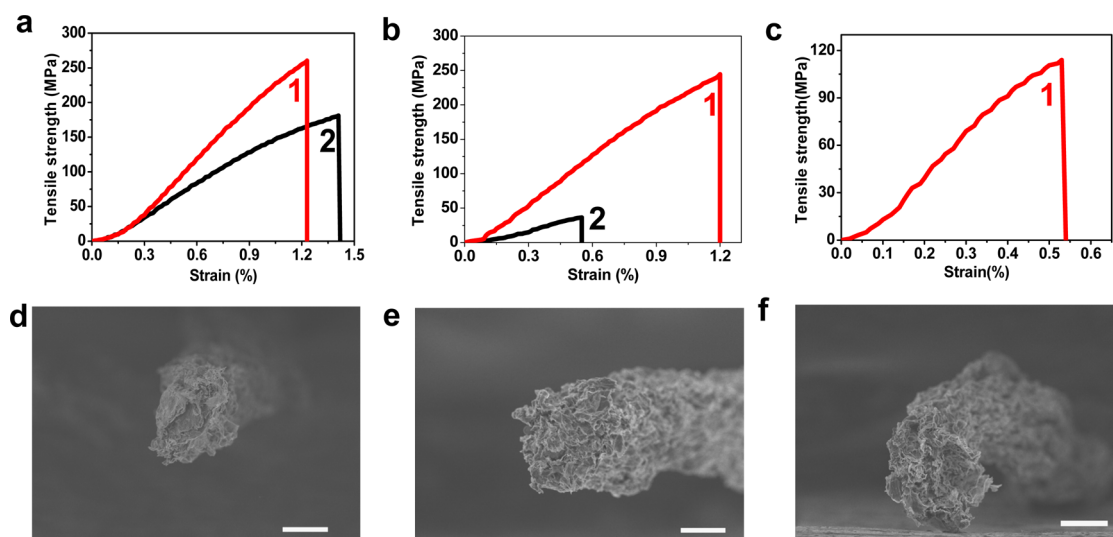 a
Tensile strength (MPa)
300
250
200
150
100
50
0
1
2
0.0 0.3 0.6 0.9 1.2 1.5
Strain (%)
b
Tensile strength (MPa)
300
250
200
150
100
50
0
1
2
0.0 0.3 0.6 0.9 1.2
Strain (%)
c
Tensile strength(MPa)
120
90
60
30
0
1
0.0 0.1 0.2 0.3 0.4 0.5 0.6
Strain(%)
d
e
f